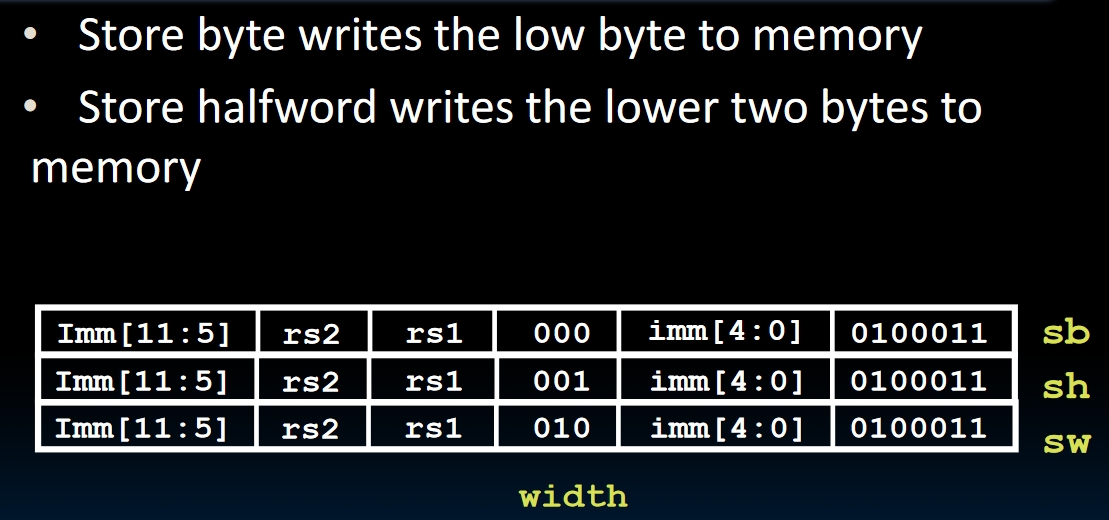 • Store byte writes the low byte to memory
• Store halfword writes the lower two bytes to
memory
Imm[11:5] rs2 rs1 000 imm[4:0] 0100011 sb
Imm[11:5] rs2 rs1 001 imm[4:0] 0100011 sh
Imm[11:5] rs2 rs1 010 imm[4:0] 0100011 sw
width